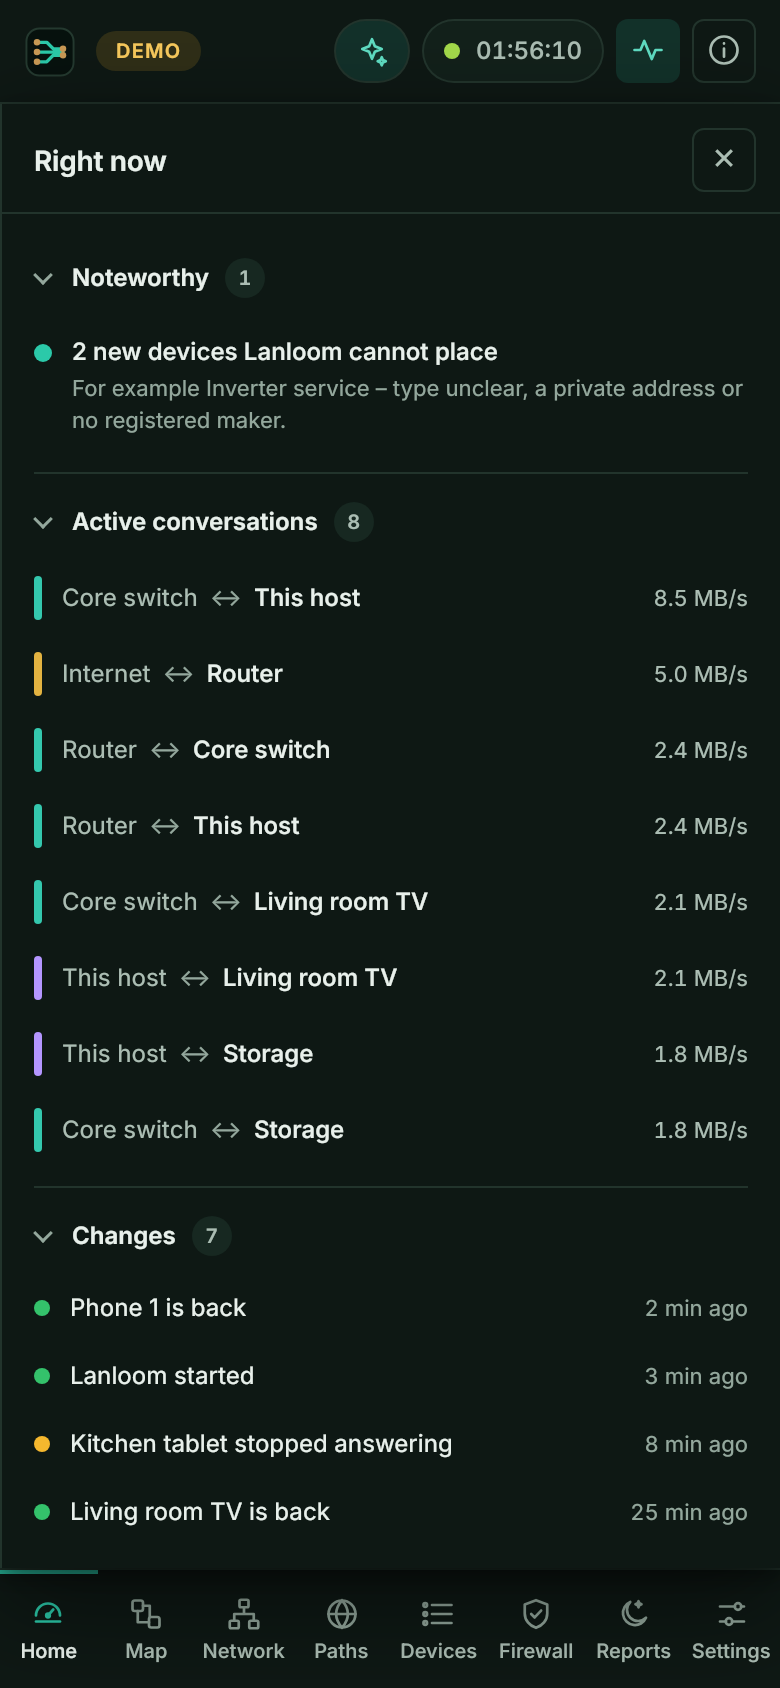 DEMO
01:56:10
Right now
Noteworthy 1
2 new devices Lanloom cannot place
For example Inverter service – type unclear, a private address or
no registered maker.
Active conversations 8
Core switch ↔ This host 8.5 MB/s
Internet ↔ Router 5.0 MB/s
Router ↔ Core switch 2.4 MB/s
Router ↔ This host 2.4 MB/s
Core switch ↔ Living room TV 2.1 MB/s
This host ↔ Living room TV 2.1 MB/s
This host ↔ Storage 1.8 MB/s
Core switch ↔ Storage 1.8 MB/s
Changes 7
Phone 1 is back 2 min ago
Lanloom started 3 min ago
Kitchen tablet stopped answering 8 min ago
Living room TV is back 25 min ago
Home Map Network Paths Devices Firewall Reports Settings